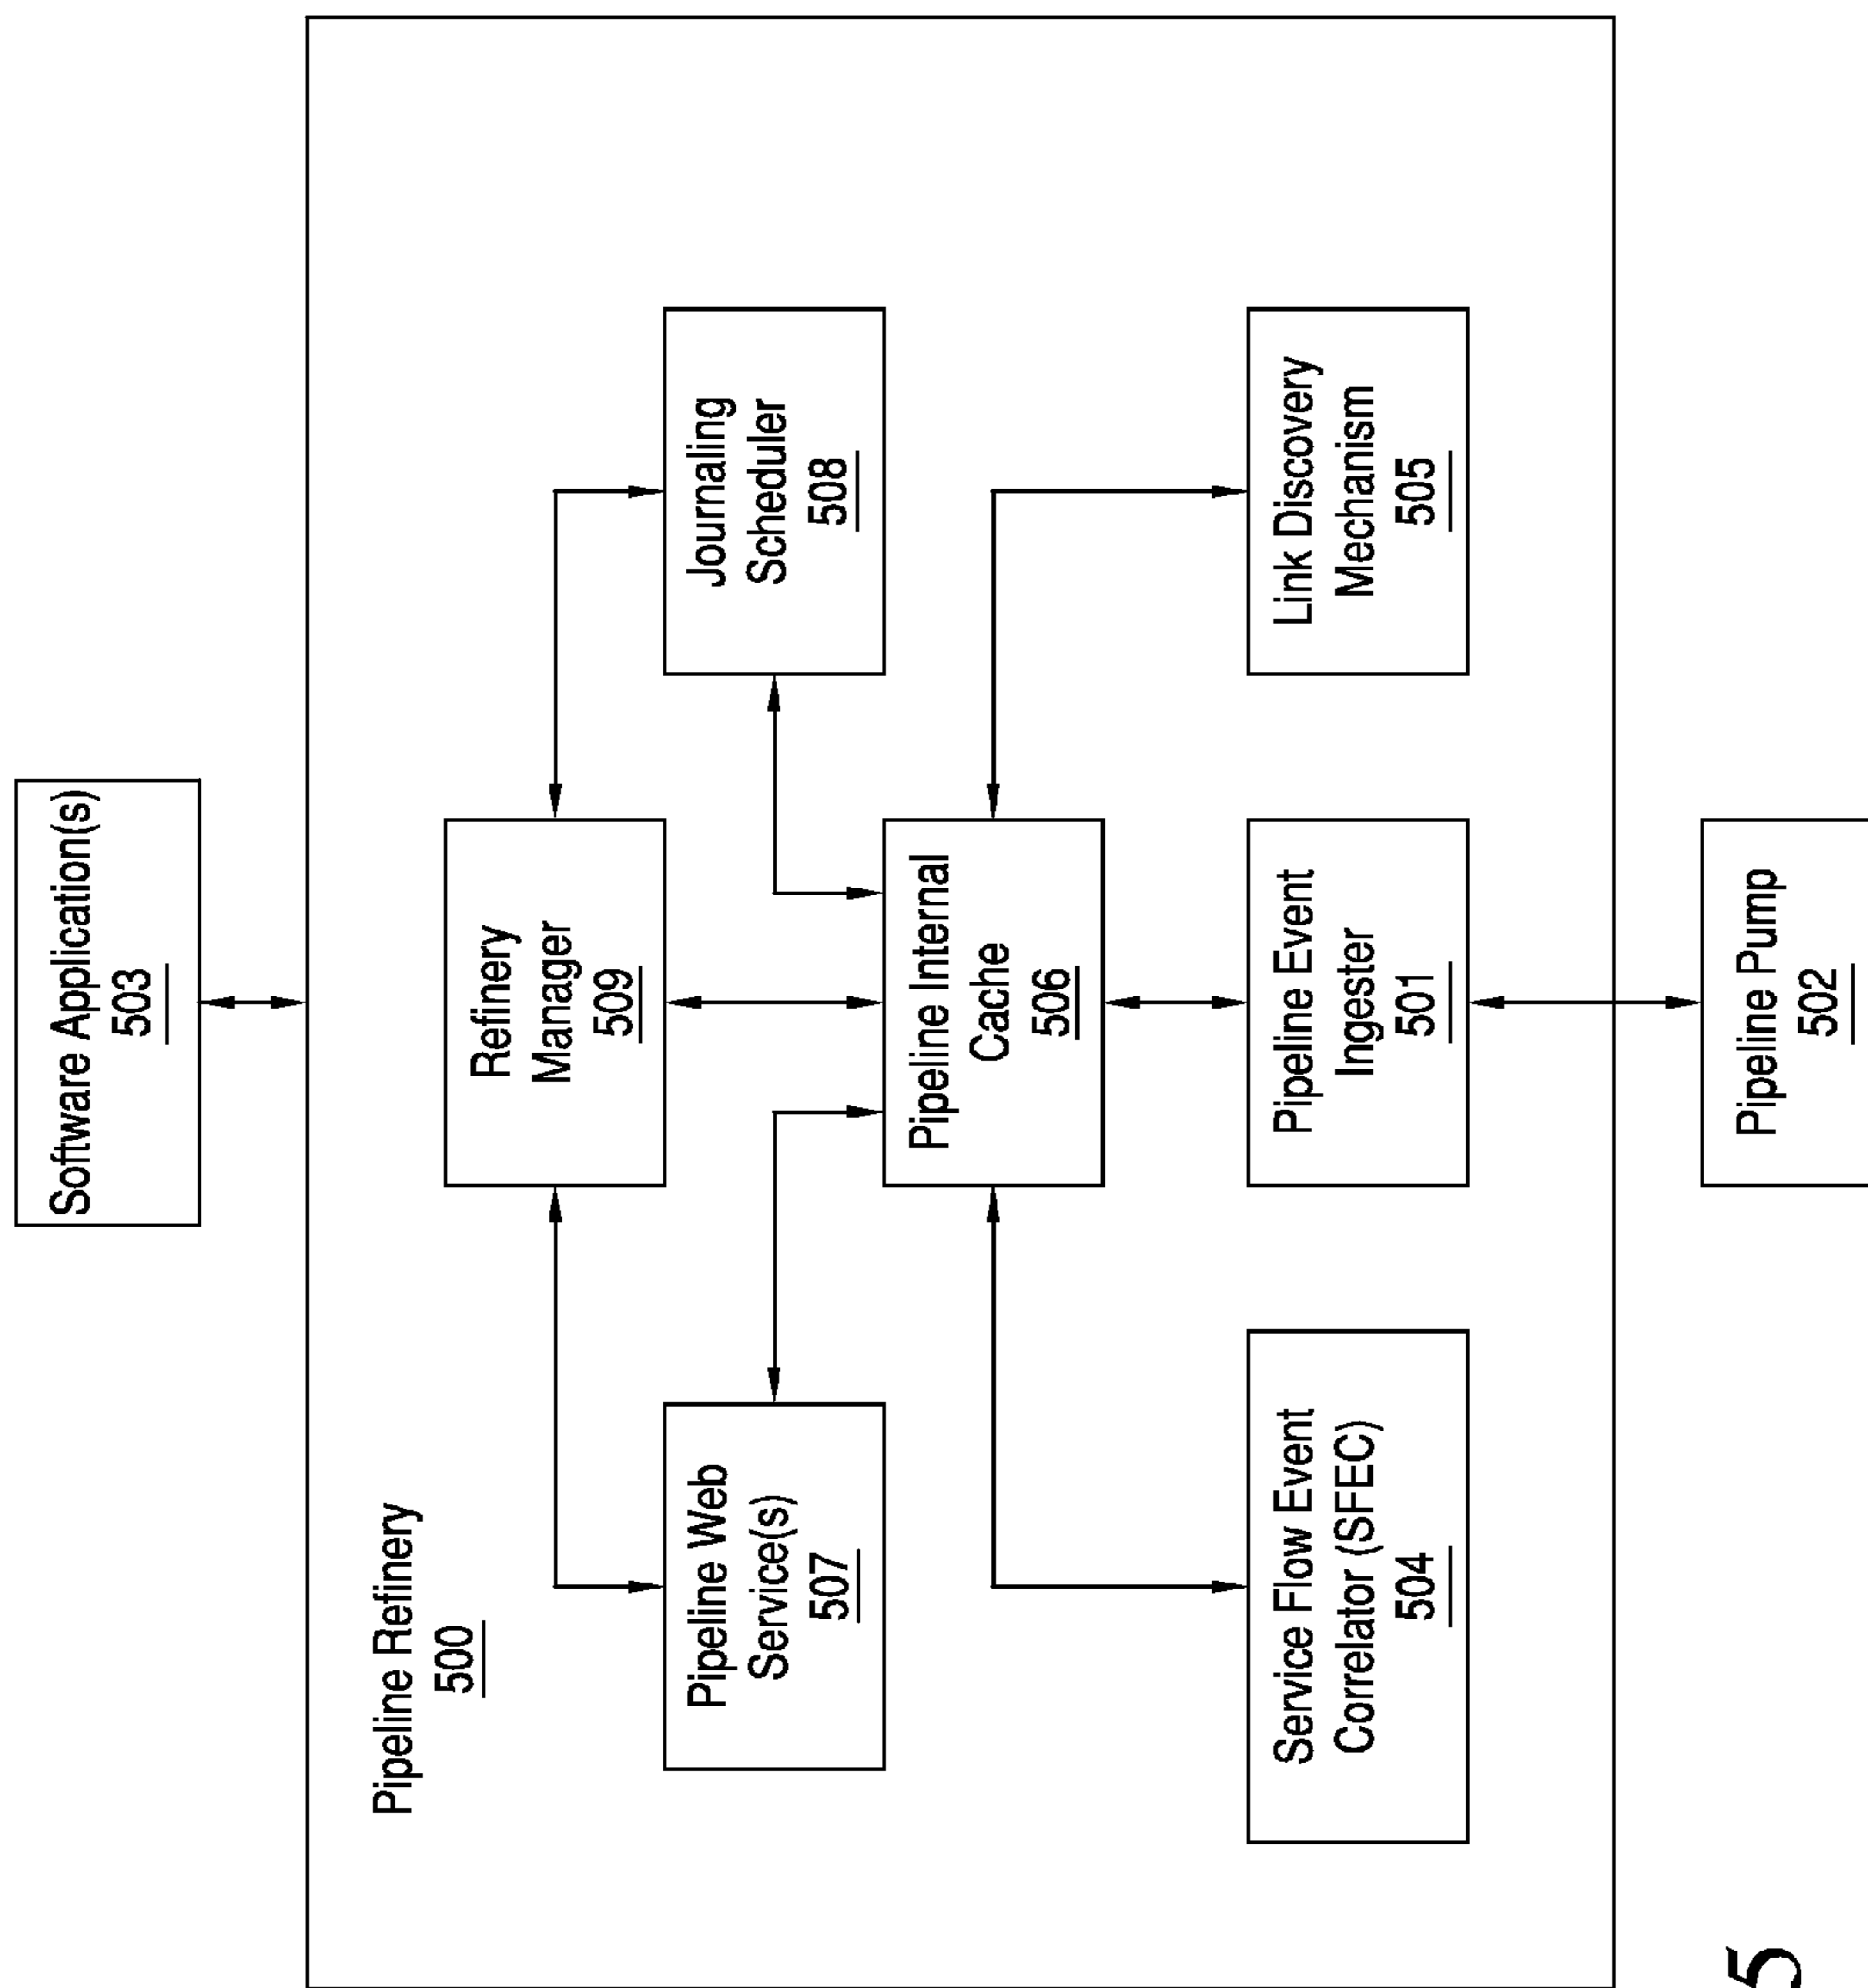 Software Application(s)
503
Pipeline Refinery
500
Refinery
Manager
509
Pipeline Web
Service(s)
507
Journaling
Scheduler
508
Pipeline Internal
Cache
506
Service Flow Event
Correlator (SFEC)
504
Pipeline Event
Ingester
501
Link Discovery
Mechanism
505
Pipeline Pump
502
5